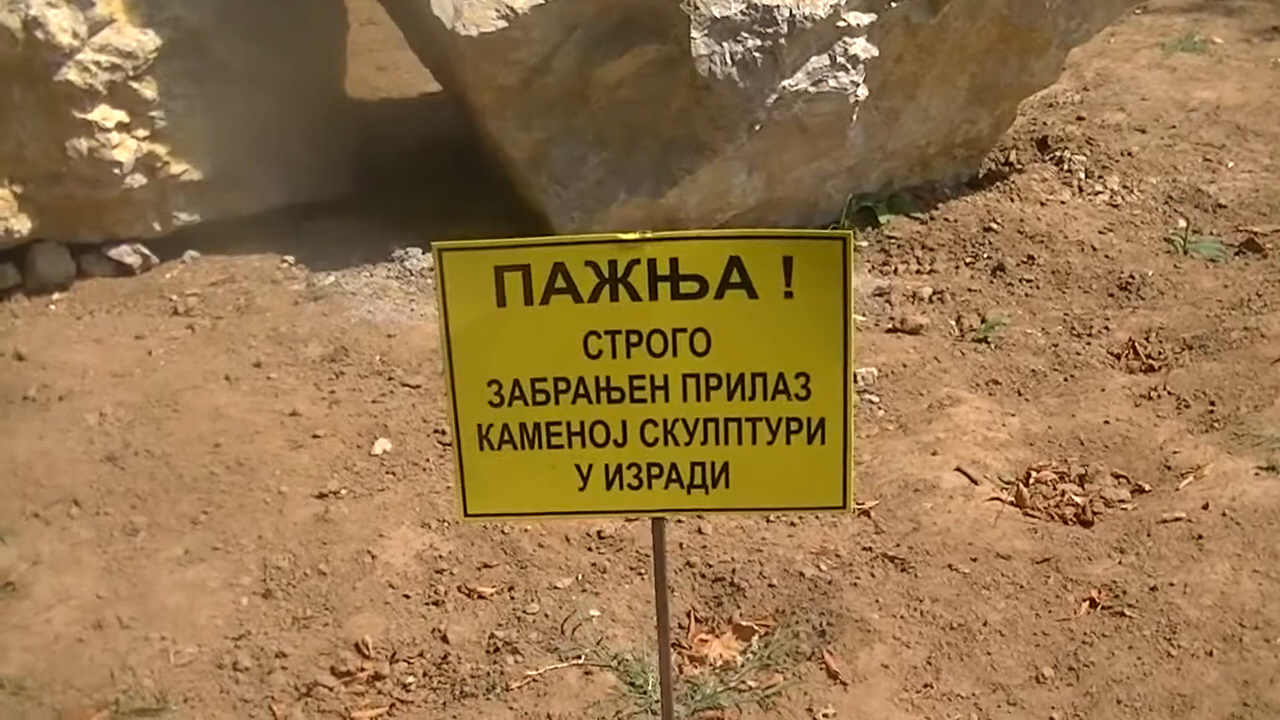 ПАЖЊА !
СТРОГО
ЗАБРАЊЕН ПРИЛАЗ
КАМЕНОЈ СКУЛПТУРИ
У ИЗРАДИ